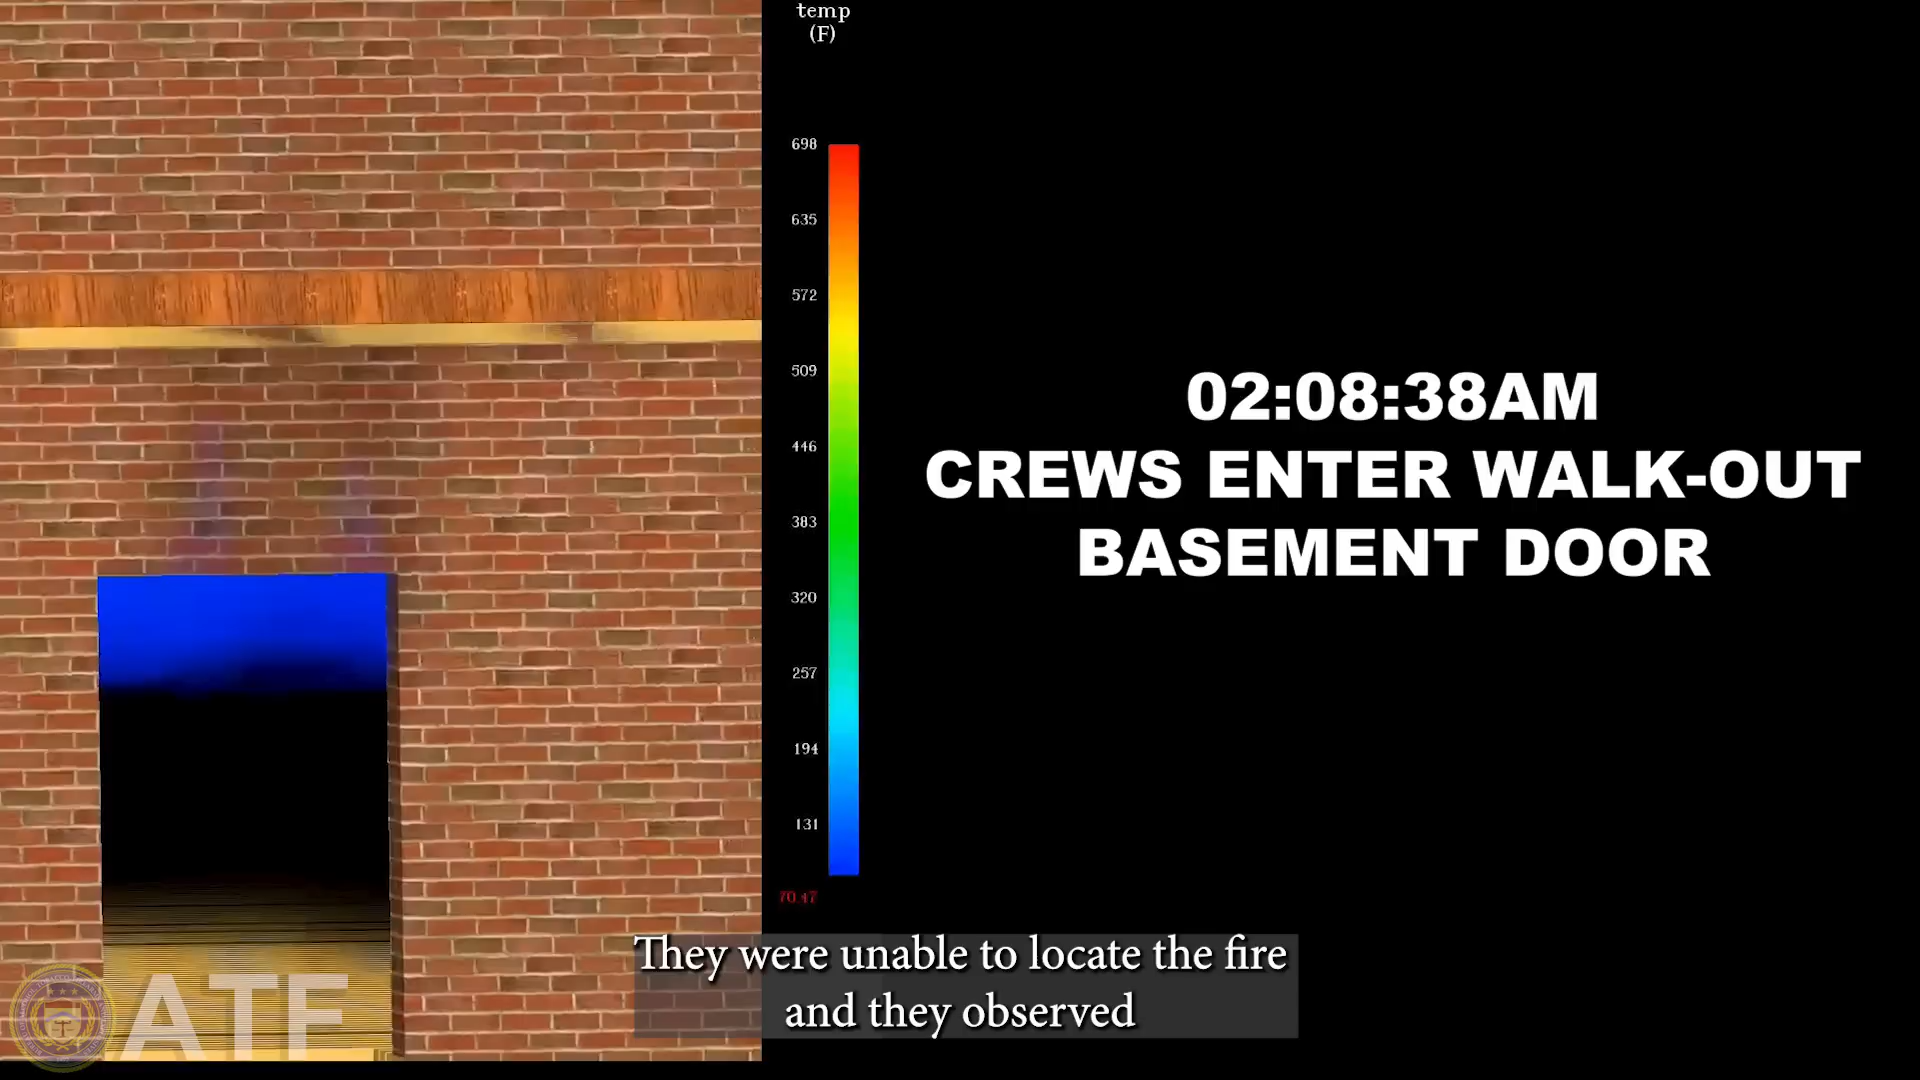 temp
(F)
698
635
572
509
446
383
320
257
194
131
70.47
02:08:38AM
CREWS ENTER WALK-OUT
BASEMENT DOOR
They were unable to locate the fire
and they observed
ATF